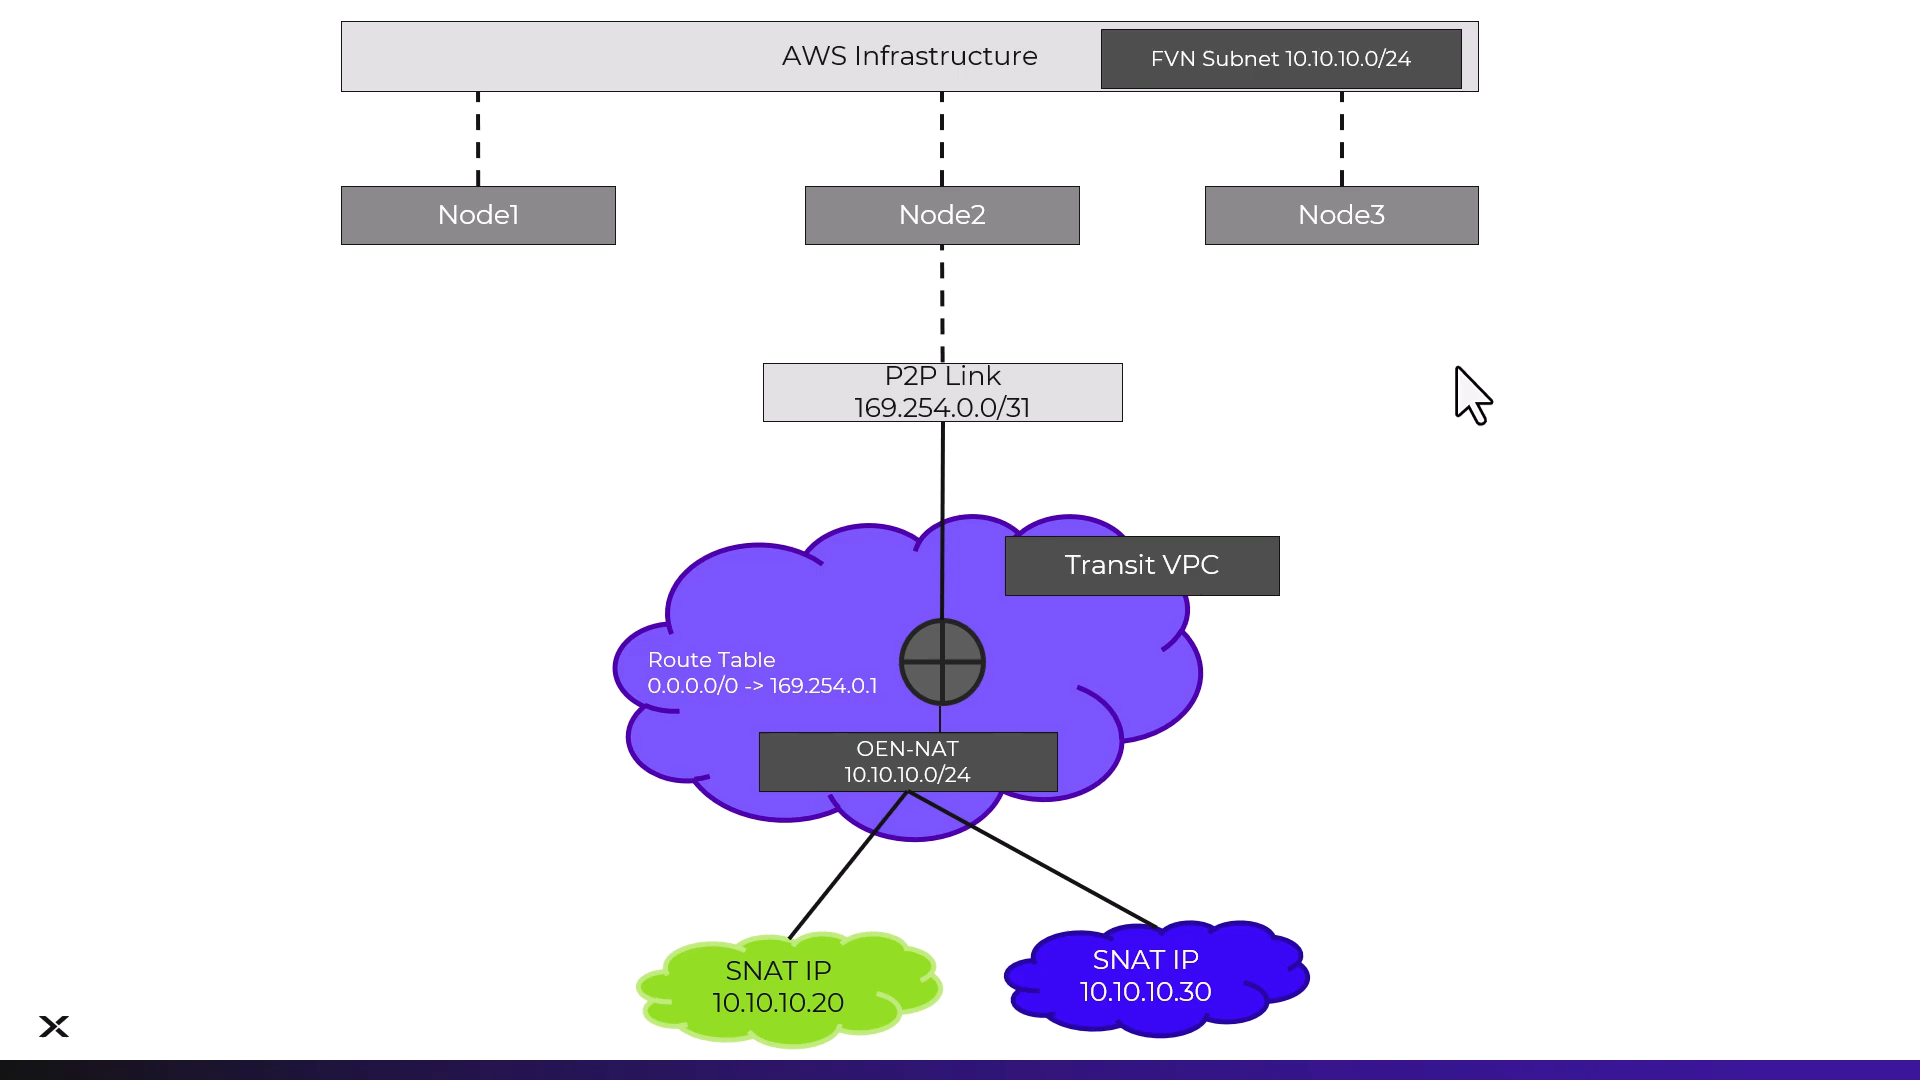 AWS Infrastructure
FVN Subnet 10.10.10.0/24
Node1
Node2
Node3
P2P Link
169.254.0.0/31
Transit VPC
Route Table
0.0.0.0/0 -> 169.254.0.1
OEN-NAT
10.10.10.0/24
SNAT IP
10.10.10.20
SNAT IP
10.10.10.30